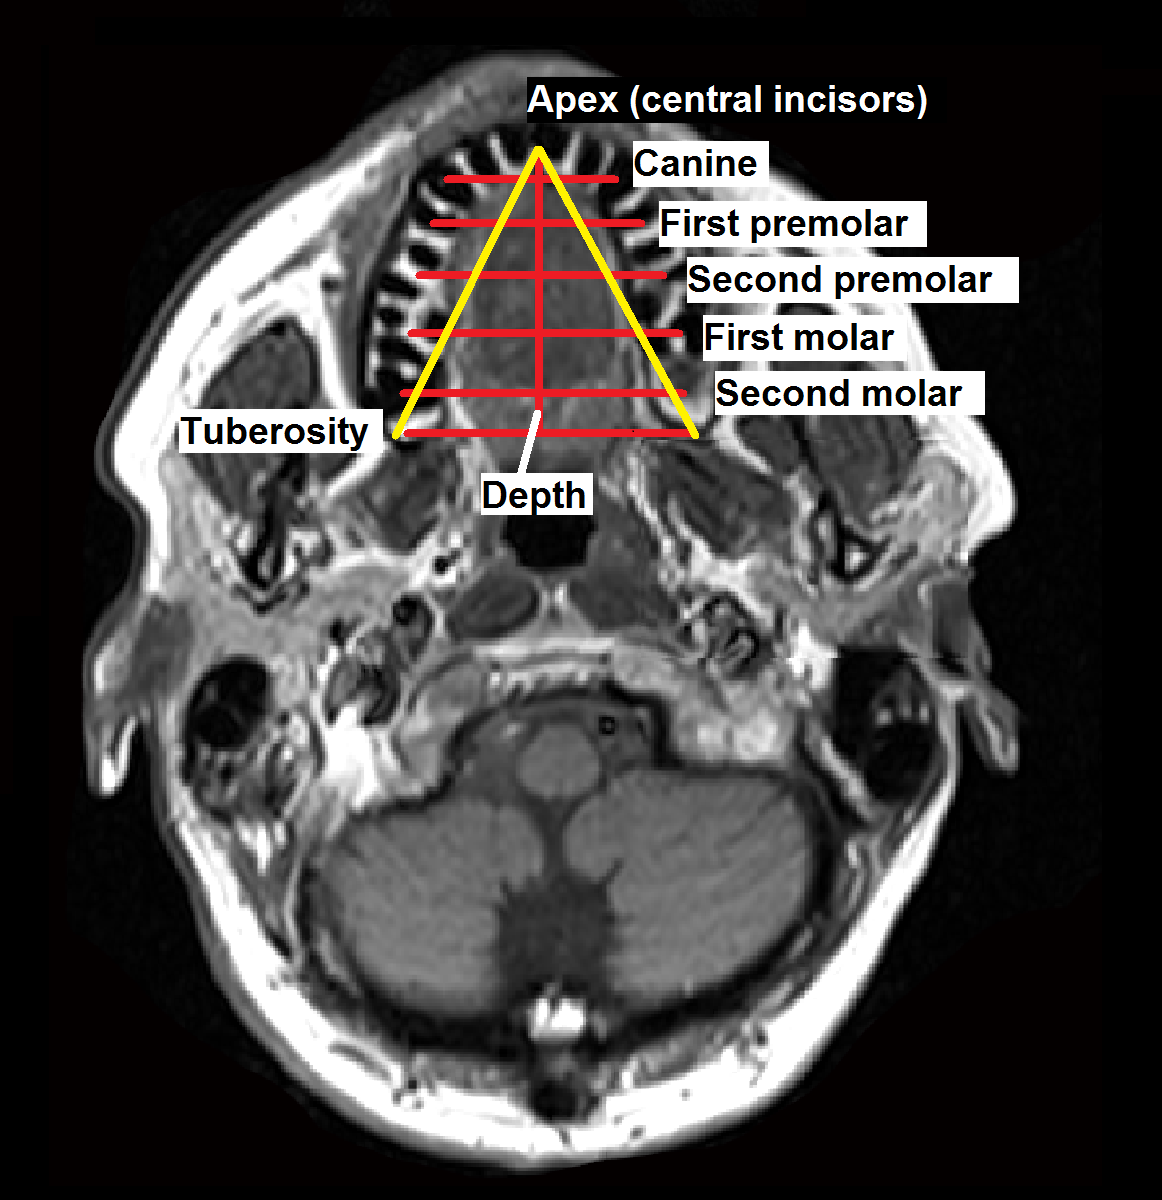 Apex (central incisors)
Canine
First premolar
Second premolar
First molar
Second molar
Tuberosity
Depth